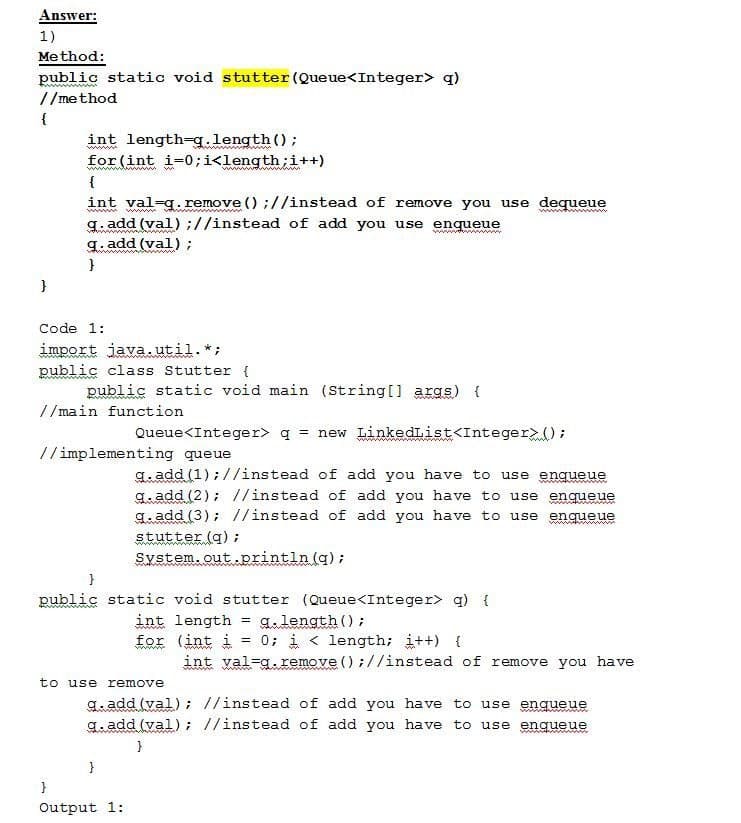 Answer:
1)
Method:
public static void stutter(Queue<Integer> q)
//method
{
int length=q.length();
for(int i=0;i<length;i++)
{
int val=q.remove();//instead of remove you use dequeue
q.add(val);//instead of add you use enqueue
q.add(val);
}
}
Code 1:
import java.util.*;
public class Stutter {
public static void main (String[] args) {
//main function
Queue<Integer> q = new LinkedList<Integer>();
//implementing queue
q.add(1);//instead of add you have to use enqueue
q.add(2); //instead of add you have to use enqueue
q.add(3); //instead of add you have to use enqueue
stutter(q);
System.out.println(q);
}
public static void stutter (Queue<Integer> q) {
int length = q.length();
for (int i = 0; i < length; i++) {
int val=q.remove();//instead of remove you have
to use remove
q.add(val); //instead of add you have to use enqueue
q.add(val); //instead of add you have to use enqueue
}
}
}
Output 1: